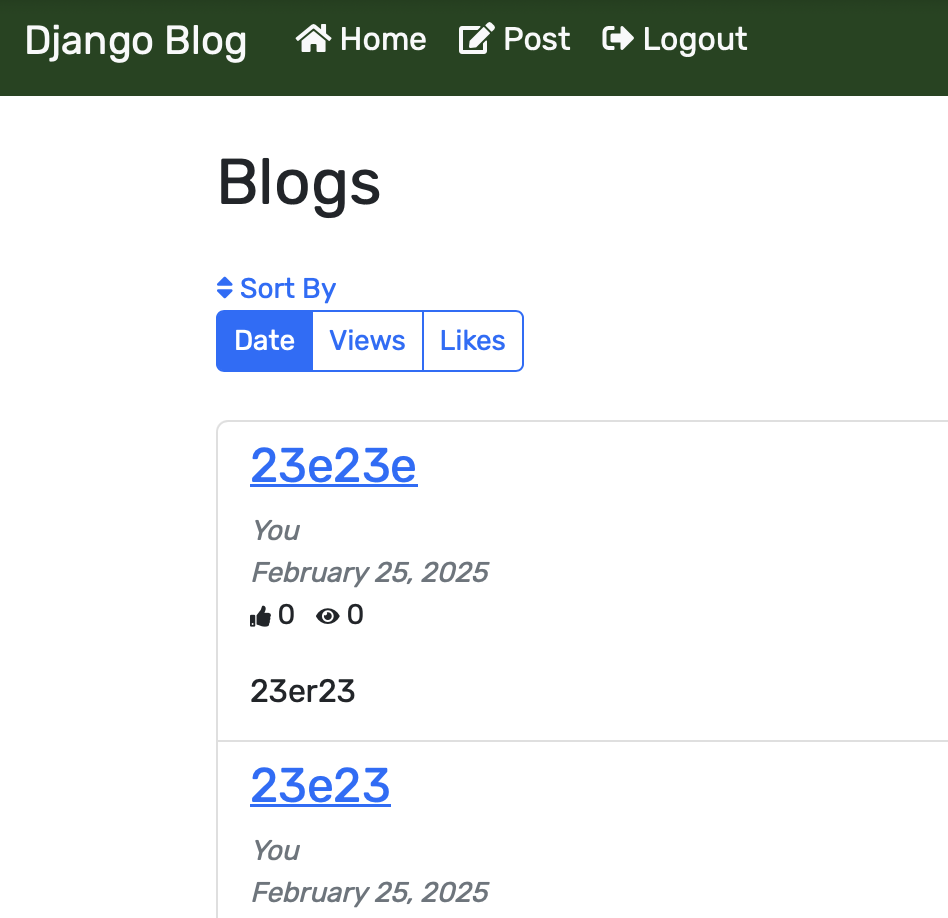 Django Blog Home Post Logout
Blogs
Sort By
Date Views Likes
23e23e
You
February 25, 2025
0 0
23er23
23e23
You
February 25, 2025